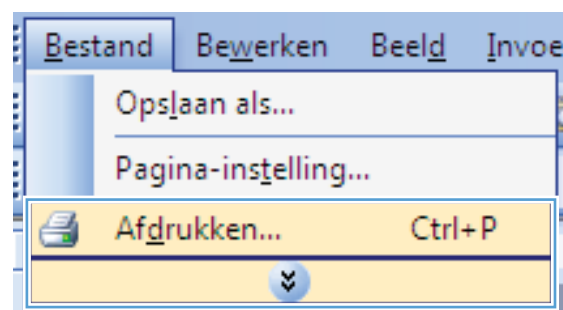 Bestand Bewerken Beeld Invoe
Opslaan als...
Pagina-instelling...
Afdrukken... Ctrl+P